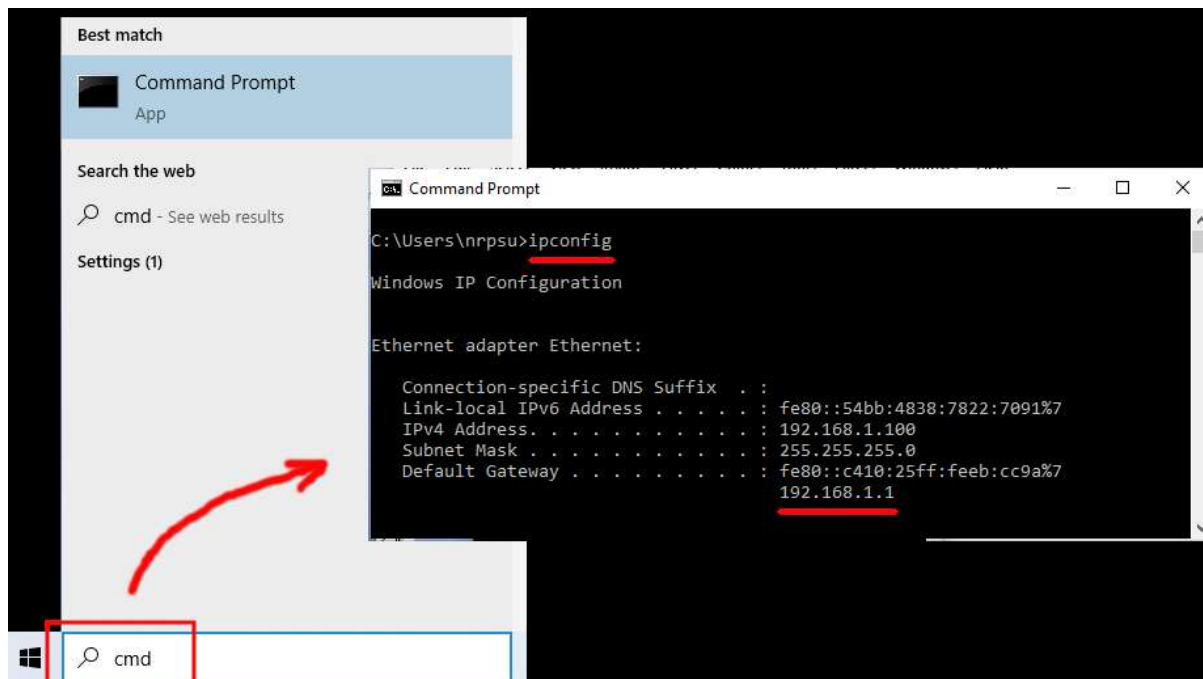 Best match
Command Prompt
App
Search the web
cmd - See web results
Settings (1)
Command Prompt
C:\Users\nrpsu>ipconfig
Windows IP Configuration
Ethernet adapter Ethernet:
Connection-specific DNS Suffix . :
Link-local IPv6 Address . . . . . : fe80::54bb:4838:7822:7091%7
IPv4 Address. . . . . . . . . . . : 192.168.1.100
Subnet Mask . . . . . . . . . . . : 255.255.255.0
Default Gateway . . . . . . . . . : fe80::c410:25ff:feeb:cc9a%7
192.168.1.1
cmd